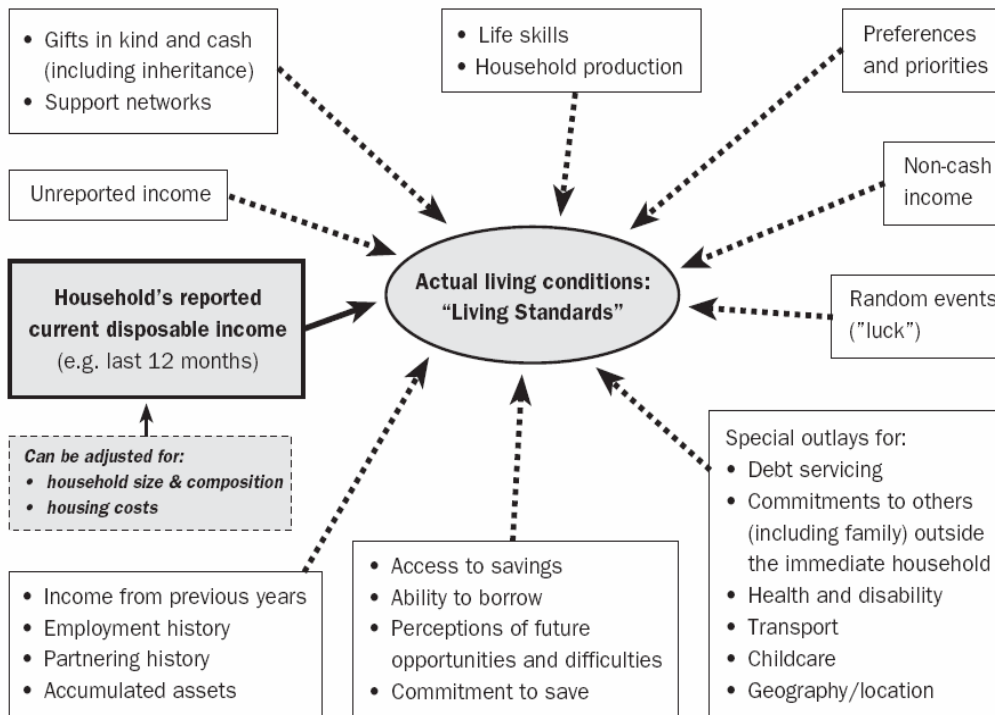 • Gifts in kind and cash
(including inheritance)
• Support networks
• Life skills
• Household production
Preferences
and priorities
Unreported income
Non-cash
income
Household’s reported
current disposable income
(e.g. last 12 months)
Actual living conditions:
“Living Standards”
Random events
(”luck”)
Can be adjusted for:
• household size & composition
• housing costs
• Income from previous years
• Employment history
• Partnering history
• Accumulated assets
• Access to savings
• Ability to borrow
• Perceptions of future
opportunities and difficulties
• Commitment to save
Special outlays for:
• Debt servicing
• Commitments to others
(including family) outside
the immediate household
• Health and disability
• Transport
• Childcare
• Geography/location